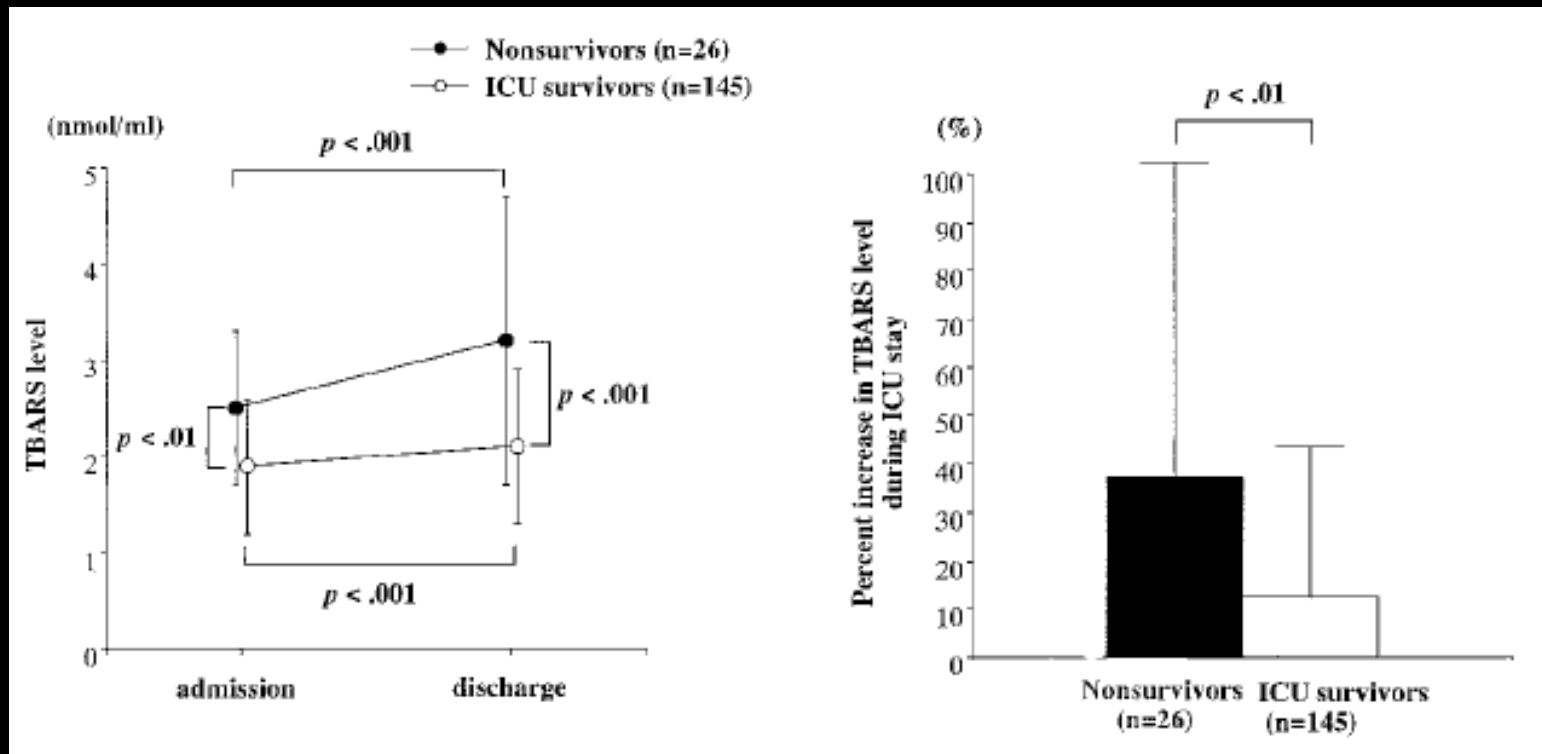 Nonsurvivors (n=26)
ICU survivors (n=145)
(nmol/ml)
p < .001
5
4
3
2
1
0
TBARS level
p < .01
p < .001
p < .001
admission
discharge
p < .01
(%)
100
90
80
70
60
50
40
30
20
10
0
Percent increase in TBARS level
during ICU stay
Nonsurvivors
(n=26)
ICU survivors
(n=145)